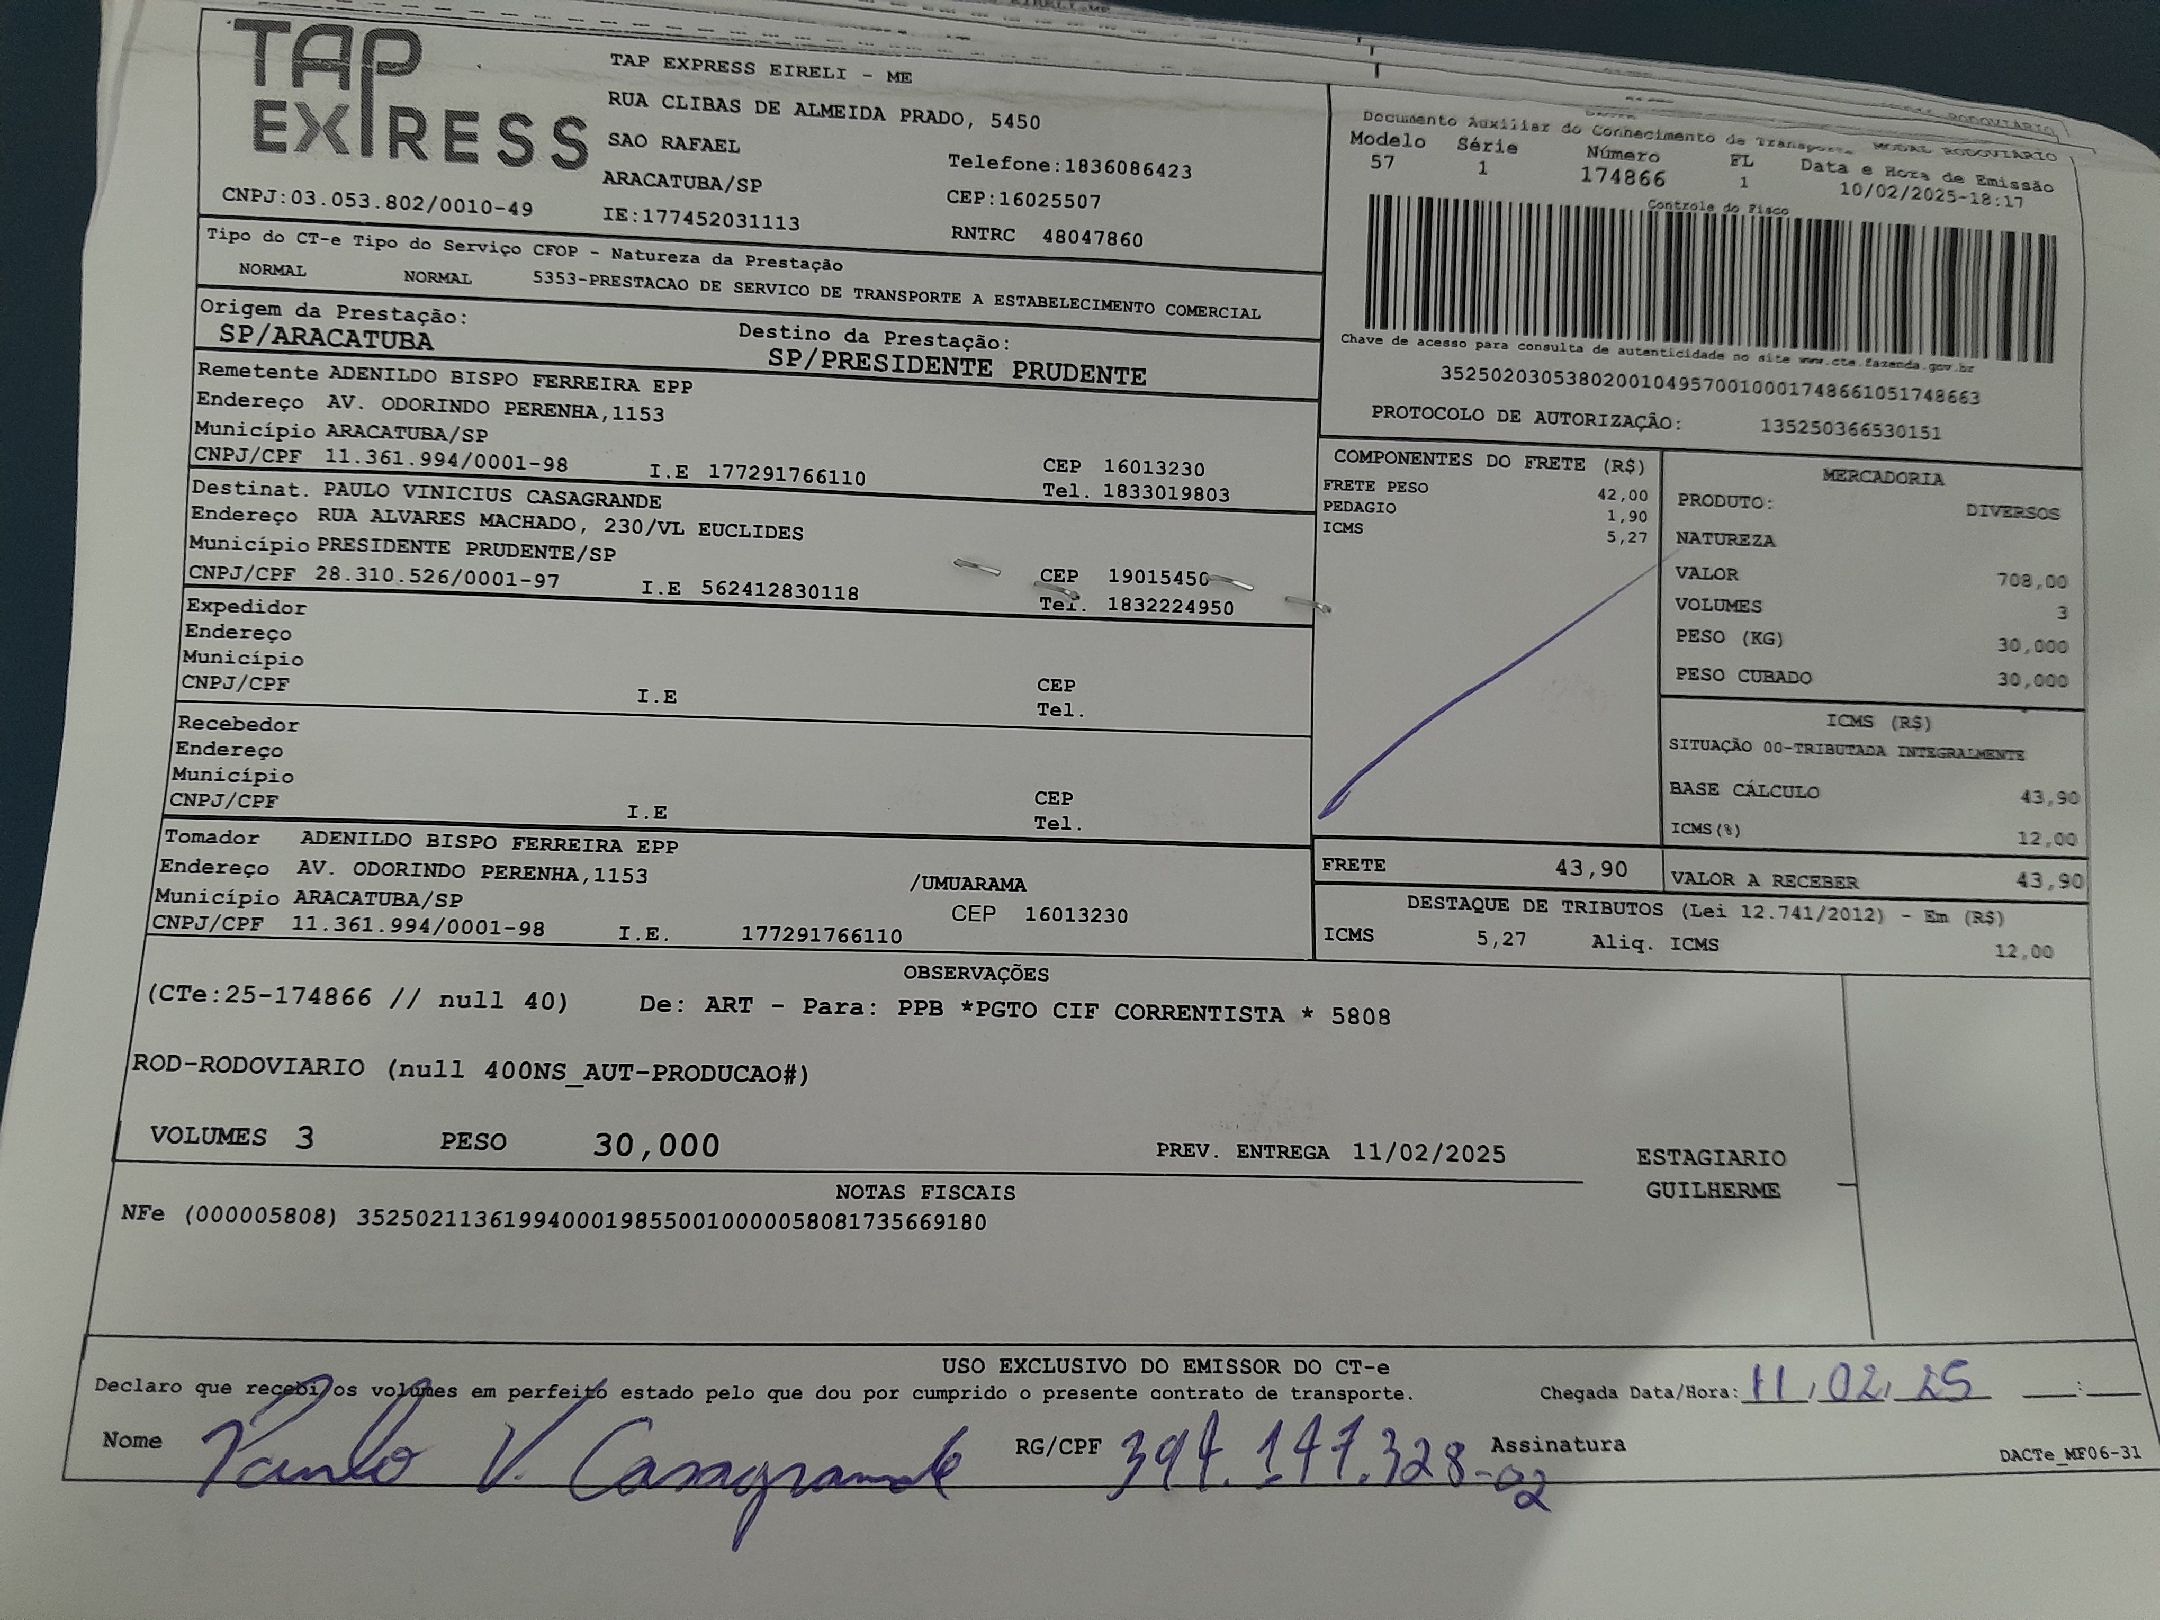 TAP EXPRESS
TAP EXPRESS EIRELI - ME
RUA CLIBAS DE ALMEIDA PRADO, 5450
SAO RAFAEL
Telefone:1836086423
ARACATUBA/SP
CEP:16025507
CNPJ:03.053.802/0010-49
IE:177452031113
RNTRC 48047860
Documento Auxiliar do Conhecimento de Transporte MODAL RODOVIARIO
Modelo Série Número FL Data e Hora de Emissão
57 1 174866 1 10/02/2025-18:17
Controle do Fisco
Chave de acesso para consulta de autenticidade no site www.cte.fazenda.gov.br
35250203053802001049570010001748661051748663
PROTOCOLO DE AUTORIZAÇÃO: 135250366530151
Tipo do CT-e Tipo do Serviço CFOP - Natureza da Prestação
NORMAL NORMAL 5353-PRESTACAO DE SERVICO DE TRANSPORTE A ESTABELECIMENTO COMERCIAL
Origem da Prestação: Destino da Prestação:
SP/ARACATUBA SP/PRESIDENTE PRUDENTE
Remetente ADENILDO BISPO FERREIRA EPP
Endereço AV. ODORINDO PERENHA,1153
Município ARACATUBA/SP CEP 16013230
CNPJ/CPF 11.361.994/0001-98 I.E 177291766110 Tel. 1833019803
Destinat. PAULO VINICIUS CASAGRANDE
Endereço RUA ALVARES MACHADO, 230/VL EUCLIDES
Município PRESIDENTE PRUDENTE/SP CEP 19015450
CNPJ/CPF 28.310.526/0001-97 I.E 562412830118 Tel. 1832224950
Expedidor
Endereço
Município CEP
CNPJ/CPF I.E Tel.
Recebedor
Endereço
Município CEP
CNPJ/CPF I.E Tel.
Tomador ADENILDO BISPO FERREIRA EPP
Endereço AV. ODORINDO PERENHA,1153 /UMUARAMA
Município ARACATUBA/SP CEP 16013230
CNPJ/CPF 11.361.994/0001-98 I.E. 177291766110
COMPONENTES DO FRETE (R$)
FRETE PESO 42,00
PEDAGIO 1,90
ICMS 5,27
MERCADORIA
PRODUTO: DIVERSOS
NATUREZA
VALOR 708,00
VOLUMES 3
PESO (KG) 30,000
PESO CUBADO 30,000
ICMS (R$)
SITUAÇÃO 00-TRIBUTADA INTEGRALMENTE
BASE CÁLCULO 43,90
ICMS(%) 12,00
FRETE 43,90 VALOR A RECEBER 43,90
DESTAQUE DE TRIBUTOS (Lei 12.741/2012) - Em (R$)
ICMS 5,27 Aliq. ICMS 12,00
OBSERVAÇÕES
(CTe:25-174866 // null 40) De: ART - Para: PPB *PGTO CIF CORRENTISTA * 5808
ROD-RODOVIARIO (null 400NS_AUT-PRODUCAO#)
VOLUMES 3 PESO 30,000 PREV. ENTREGA 11/02/2025
ESTAGIARIO
GUILHERME
NOTAS FISCAIS
NFe (000005808) 35250211361994000198550010000058081735669180
USO EXCLUSIVO DO EMISSOR DO CT-e
Declaro que recebi os volumes em perfeito estado pelo que dou por cumprido o presente contrato de transporte. Chegada Data/Hora: 11/02/25 __:__
Nome Paulo V. Casagrande RG/CPF 394.147.328-02 Assinatura
DACTe_MF06-31